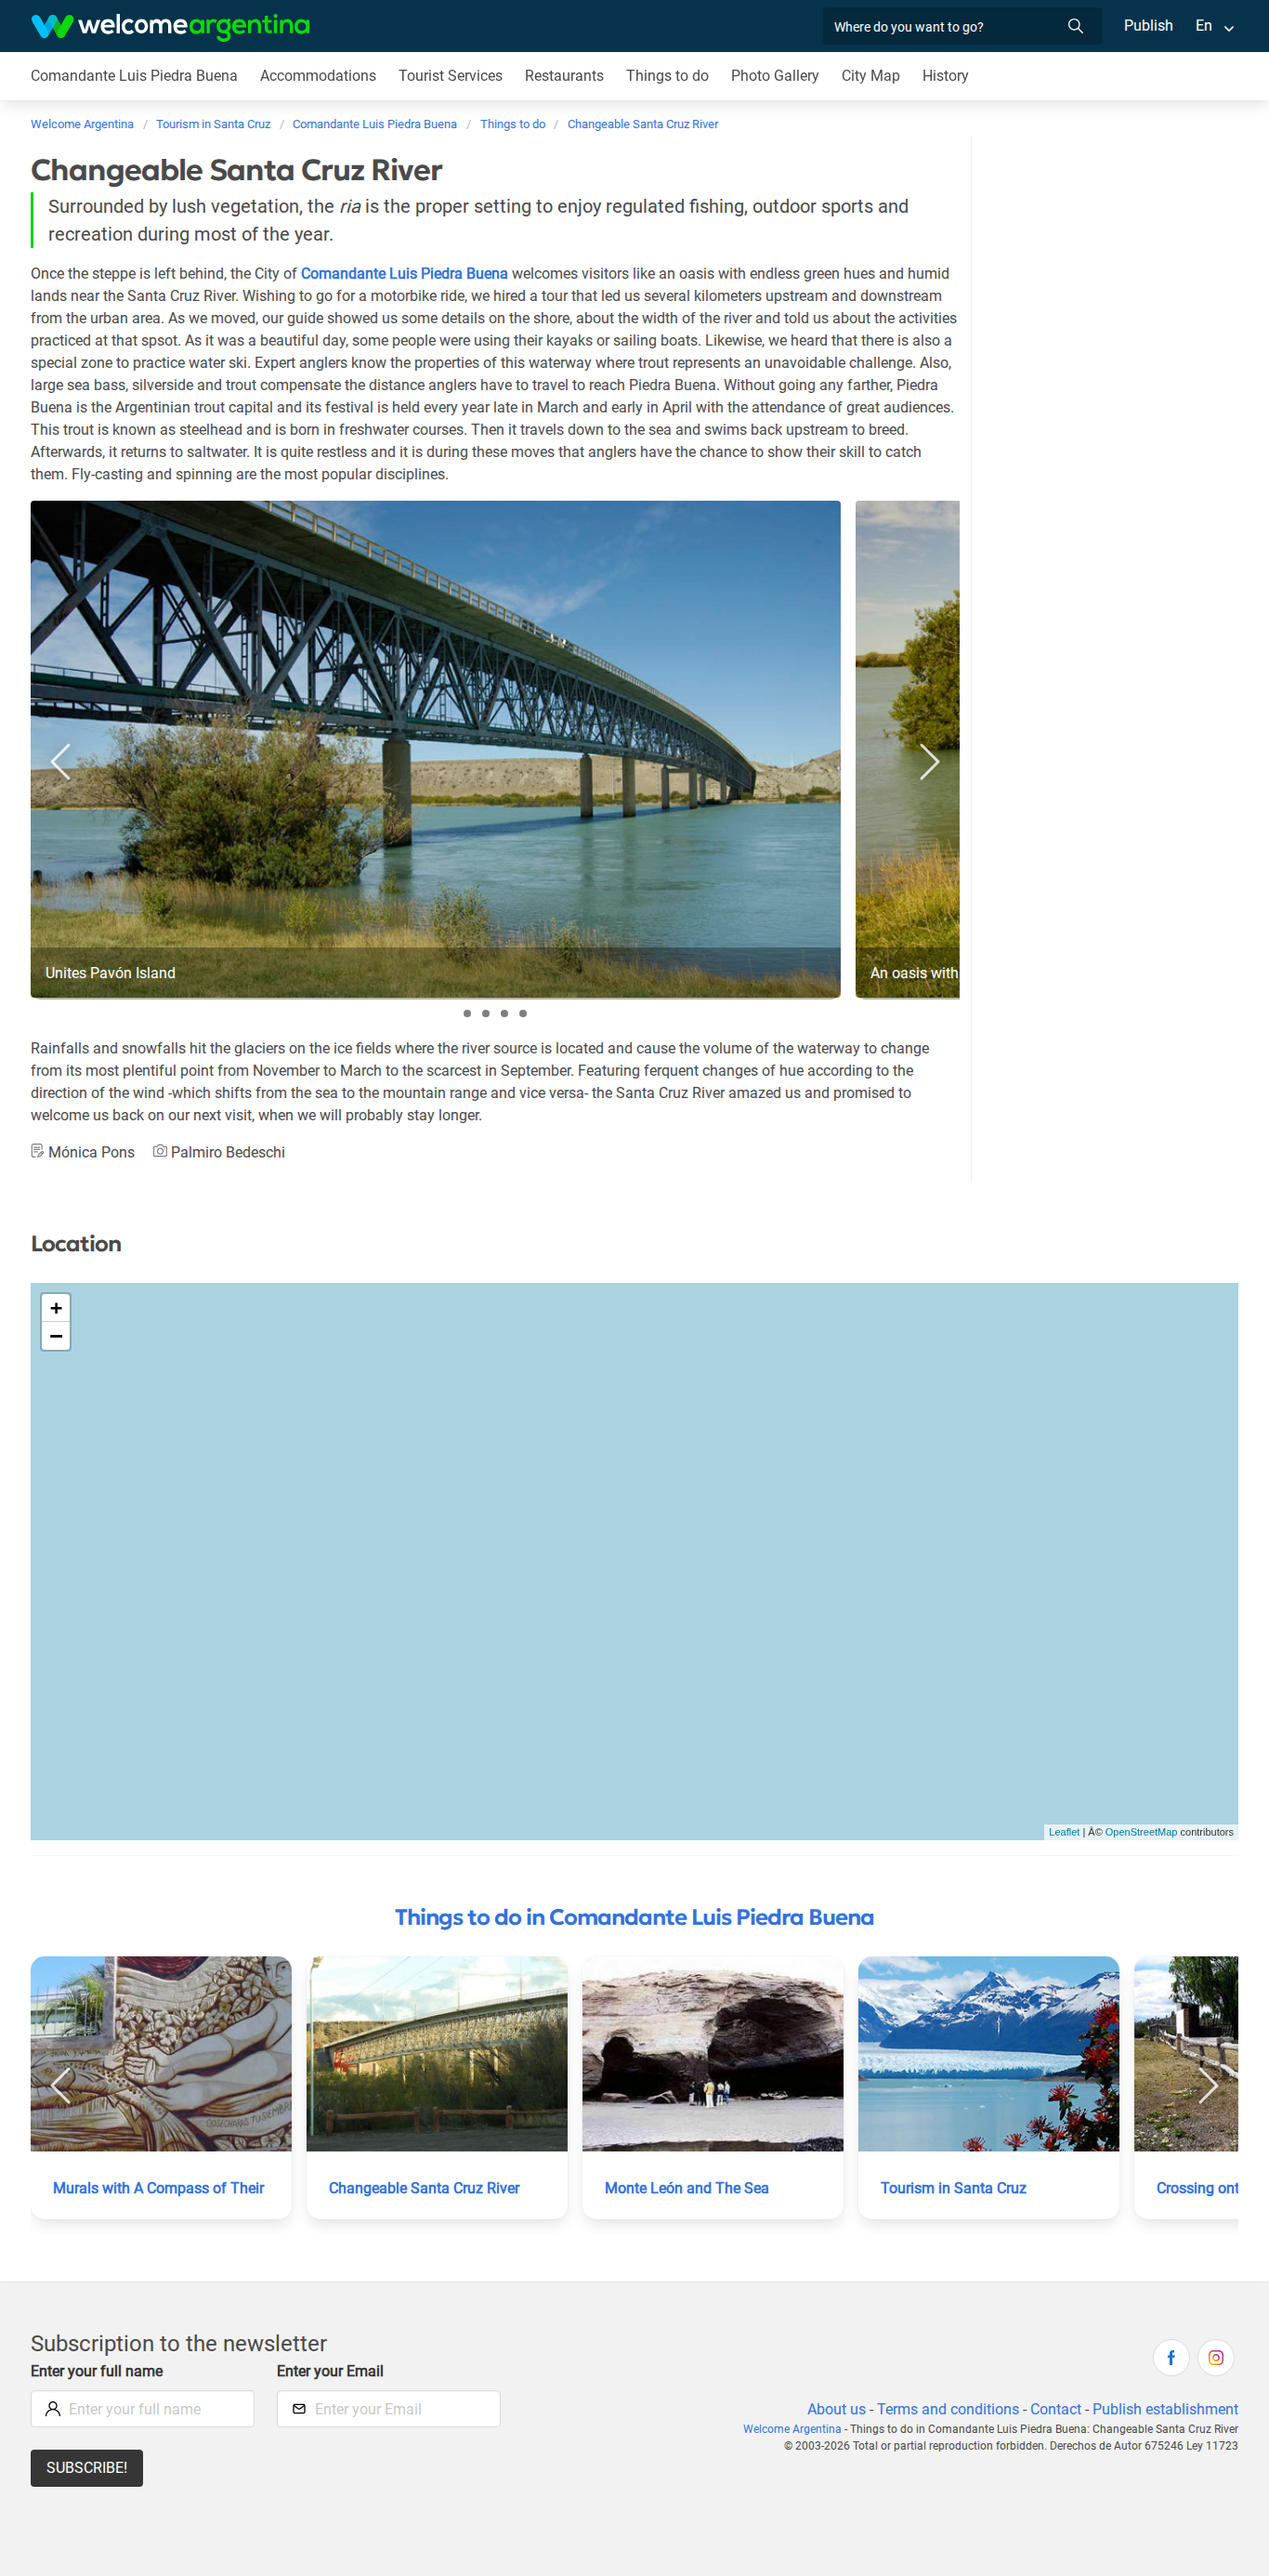 welcomeargentina
Where do you want to go?
Publish
En
Comandante Luis Piedra Buena
Accommodations
Tourist Services
Restaurants
Things to do
Photo Gallery
City Map
History
Welcome Argentina / Tourism in Santa Cruz / Comandante Luis Piedra Buena / Things to do / Changeable Santa Cruz River
Changeable Santa Cruz River
Surrounded by lush vegetation, the ria is the proper setting to enjoy regulated fishing, outdoor sports and
recreation during most of the year.
Once the steppe is left behind, the City of Comandante Luis Piedra Buena welcomes visitors like an oasis with endless green hues and humid
lands near the Santa Cruz River. Wishing to go for a motorbike ride, we hired a tour that led us several kilometers upstream and downstream
from the urban area. As we moved, our guide showed us some details on the shore, about the width of the river and told us about the activities
practiced at that spsot. As it was a beautiful day, some people were using their kayaks or sailing boats. Likewise, we heard that there is also a
special zone to practice water ski. Expert anglers know the properties of this waterway where trout represents an unavoidable challenge. Also,
large sea bass, silverside and trout compensate the distance anglers have to travel to reach Piedra Buena. Without going any farther, Piedra
Buena is the Argentinian trout capital and its festival is held every year late in March and early in April with the attendance of great audiences.
This trout is known as steelhead and is born in freshwater courses. Then it travels down to the sea and swims back upstream to breed.
Afterwards, it returns to saltwater. It is quite restless and it is during these moves that anglers have the chance to show their skill to catch
them. Fly-casting and spinning are the most popular disciplines.
Unites Pavón Island
An oasis with
Rainfalls and snowfalls hit the glaciers on the ice fields where the river source is located and cause the volume of the waterway to change
from its most plentiful point from November to March to the scarcest in September. Featuring ferquent changes of hue according to the
direction of the wind -which shifts from the sea to the mountain range and vice versa- the Santa Cruz River amazed us and promised to
welcome us back on our next visit, when we will probably stay longer.
Mónica Pons
Palmiro Bedeschi
Location
+
−
Leaflet | Â© OpenStreetMap contributors
Things to do in Comandante Luis Piedra Buena
COSECHARAS TU SIEMBRA
Murals with A Compass of Their
Changeable Santa Cruz River
Monte León and The Sea
Tourism in Santa Cruz
Crossing ont
Subscription to the newsletter
Enter your full name
Enter your Email
Enter your full name
Enter your Email
SUBSCRIBE!
About us - Terms and conditions - Contact - Publish establishment
Welcome Argentina - Things to do in Comandante Luis Piedra Buena: Changeable Santa Cruz River
© 2003-2026 Total or partial reproduction forbidden. Derechos de Autor 675246 Ley 11723